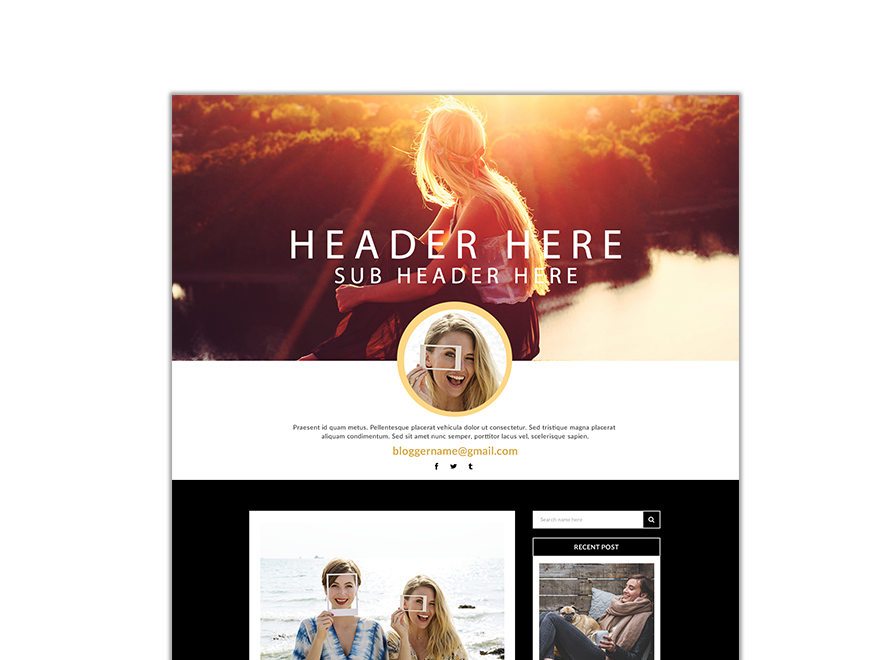 HEADER HERE
SUB HEADER HERE
Praesent id quam metus. Pellentesque placerat vehicula dolor ut consectetur. Sed tristique magna placerat
aliquam condimentum. Sed sit amet nunc semper, porttitor lacus vel, scelerisque sapien.
bloggername@gmail.com
Search name here
RECENT POST